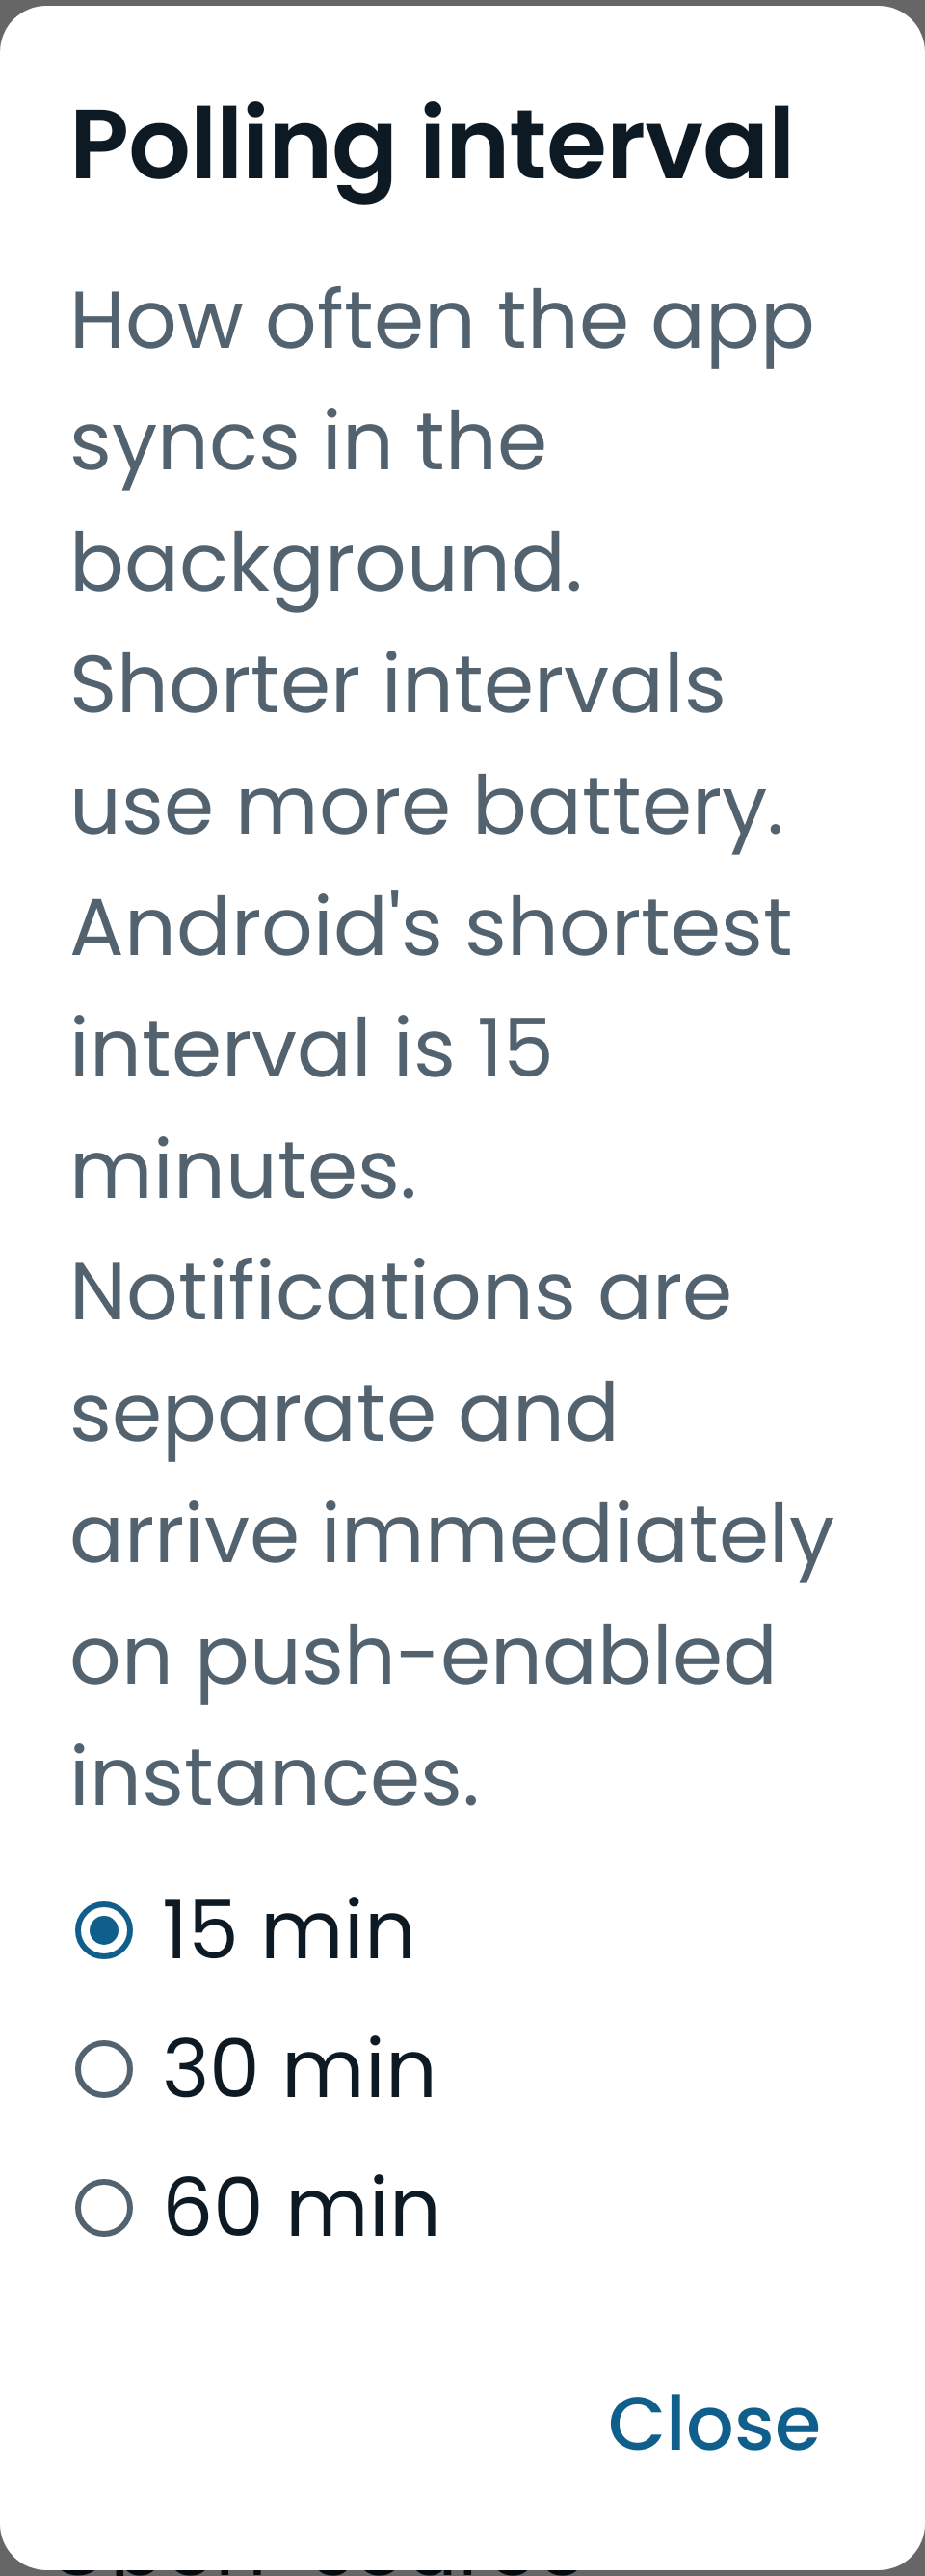 Polling interval
How often the app
syncs in the
background.
Shorter intervals
use more battery.
Android's shortest
interval is 15
minutes.
Notifications are
separate and
arrive immediately
on push-enabled
instances.
15 min
30 min
60 min
Close